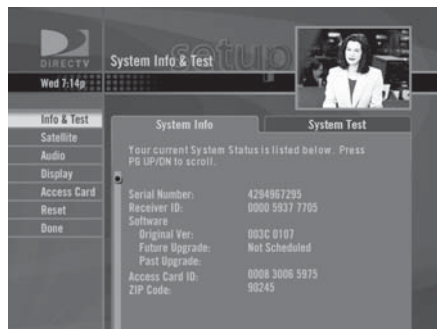 DIRECTV
setup
System Info & Test
Wed 7:14p
Info & Test
Satellite
Audio
Display
Access Card
Reset
Done
System Info
System Test
Your current System Status is listed below. Press
PG UP/DN to scroll.
Serial Number: 4294967295
Receiver ID: 0000 5937 7705
Software
Original Ver: 003C 0107
Future Upgrade: Not Scheduled
Past Upgrade:
Access Card ID: 0008 3006 5975
ZIP Code: 90245